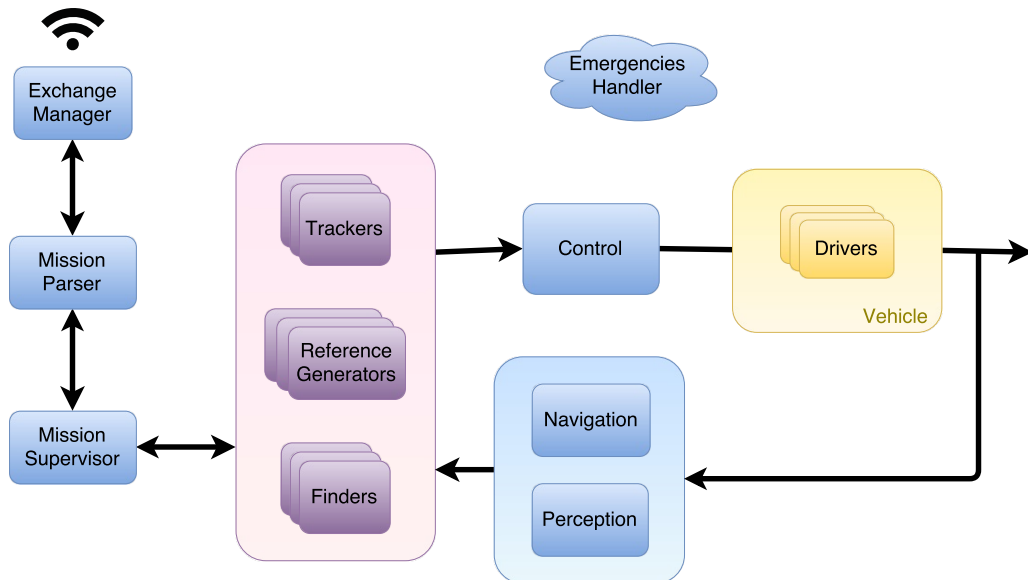 Exchange
Manager
Emergencies
Handler
Mission
Parser
Mission
Supervisor
Trackers
Reference
Generators
Finders
Control
Drivers
Vehicle
Navigation
Perception